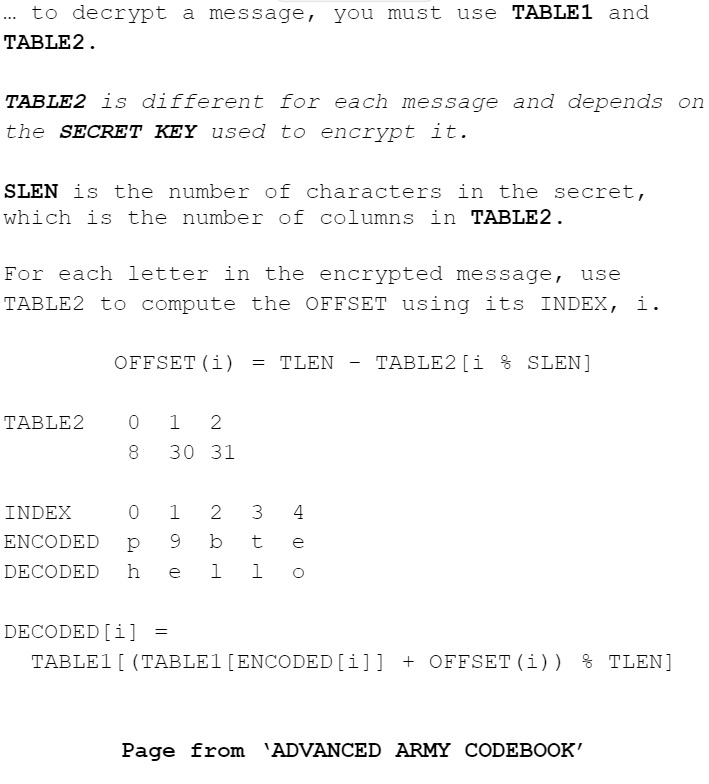 … to decrypt a message, you must use TABLE1 and
TABLE2.
TABLE2 is different for each message and depends on
the SECRET KEY used to encrypt it.
SLEN is the number of characters in the secret,
which is the number of columns in TABLE2.
For each letter in the encrypted message, use
TABLE2 to compute the OFFSET using its INDEX, i.
OFFSET(i) = TLEN - TABLE2[i % SLEN]
TABLE2 0 1 2
8 30 31
INDEX 0 1 2 3 4
ENCODED p 9 b t e
DECODED h e l l o
DECODED[i] =
TABLE1[(TABLE1[ENCODED[i]] + OFFSET(i)) % TLEN]
Page from ‘ADVANCED ARMY CODEBOOK’